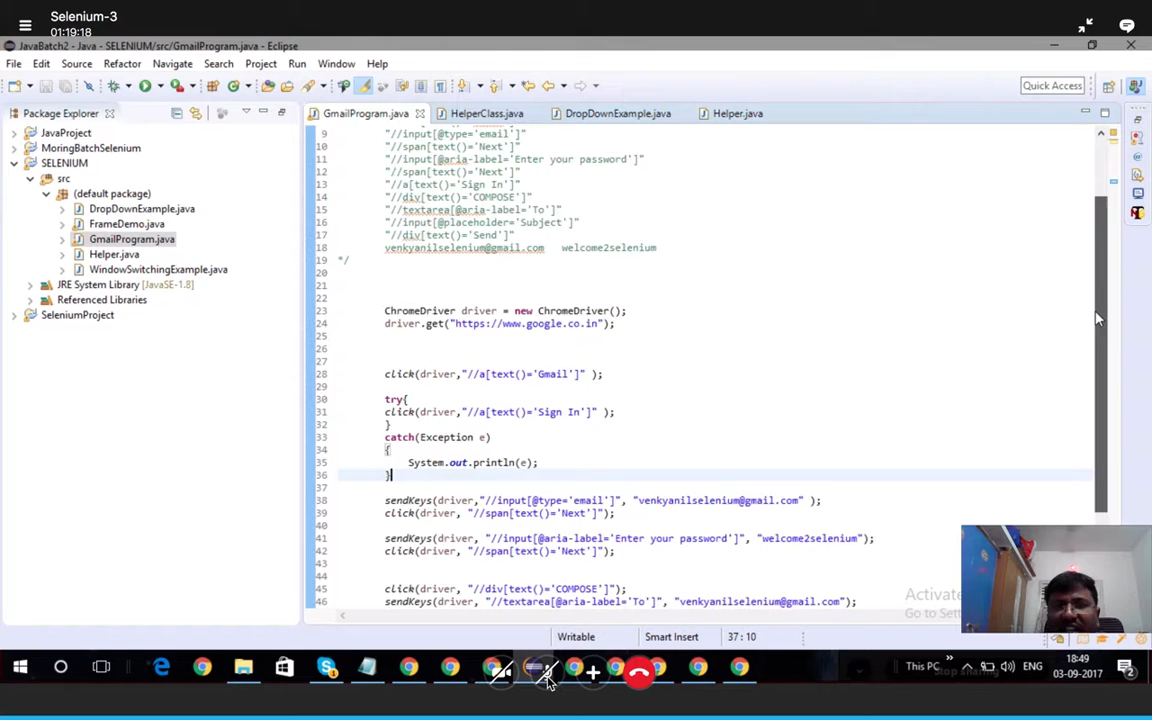 Selenium-3
01:19:18
JavaBatch2 - Java - SELENIUM/src/GmailProgram.java - Eclipse
File Edit Source Refactor Navigate Search Project Run Window Help
Quick Access
Package Explorer
GmailProgram.java HelperClass.java DropDownExample.java Helper.java
JavaProject
MoringBatchSelenium
SELENIUM
src
(default package)
DropDownExample.java
FrameDemo.java
GmailProgram.java
Helper.java
WindowSwitchingExample.java
JRE System Library [JavaSE-1.8]
Referenced Libraries
SeleniumProject
9 "//input[@type='email']"
10 "//span[text()='Next']"
11 "//input[@aria-label='Enter your password']"
12 "//span[text()='Next']"
13 "//a[text()='Sign In']"
14 "//div[text()='COMPOSE']"
15 "//textarea[@aria-label='To']"
16 "//input[@placeholder='Subject']"
17 "//div[text()='Send']"
18 venkyanilselenium@gmail.com welcome2selenium
19 */
20
21
22
23 ChromeDriver driver = new ChromeDriver();
24 driver.get("https://www.google.co.in");
25
26
27
28 click(driver,"//a[text()='Gmail']" );
29
30 try{
31 click(driver,"//a[text()='Sign In']" );
32 }
33 catch(Exception e)
34 {
35 System.out.println(e);
36 }
37
38 sendKeys(driver,"//input[@type='email']", "venkyanilselenium@gmail.com" );
39 click(driver, "//span[text()='Next']");
40
41 sendKeys(driver, "//input[@aria-label='Enter your password']", "welcome2selenium");
42 click(driver, "//span[text()='Next']");
43
44
45 click(driver, "//div[text()='COMPOSE']");
46 sendKeys(driver, "//textarea[@aria-label='To']", "venkyanilselenium@gmail.com");
Activate
Go to Set
Writable Smart Insert 37 : 10
This PC ENG 18:49
03-09-2017
Stop sharing